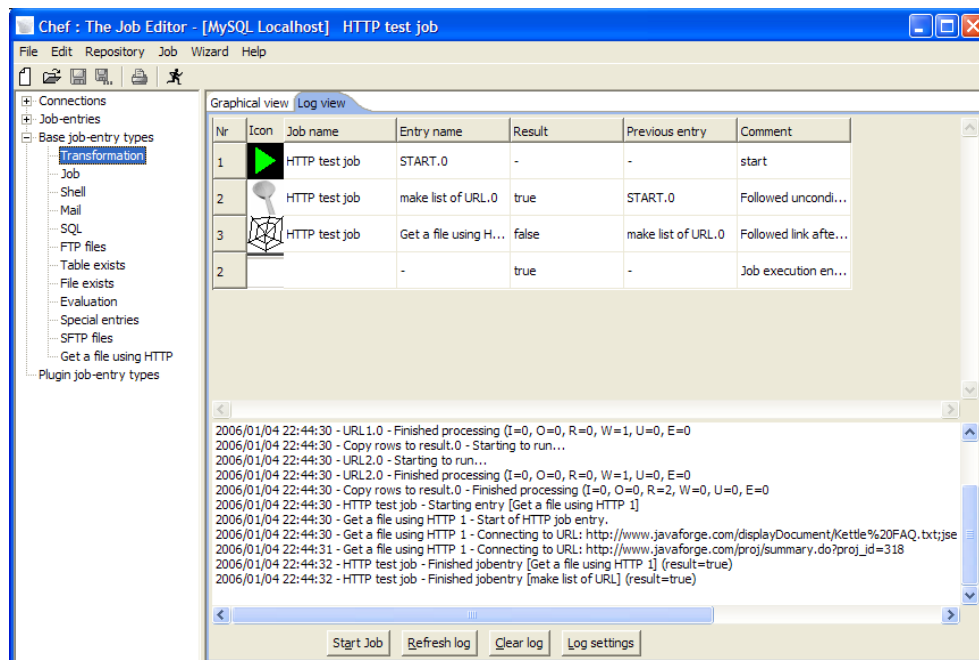 Chef : The Job Editor - [MySQL Localhost]   HTTP test job
File Edit Repository Job Wizard Help
Connections
Job-entries
Base job-entry types
Transformation
Job
Shell
Mail
SQL
FTP files
Table exists
File exists
Evaluation
Special entries
SFTP files
Get a file using HTTP
Plugin job-entry types
Graphical view Log view
Nr Icon Job name Entry name Result Previous entry Comment
1 HTTP test job START.0 - - start
2 HTTP test job make list of URL.0 true START.0 Followed uncondi...
3 HTTP test job Get a file using H... false make list of URL.0 Followed link afte...
2 - true - Job execution en...
2006/01/04 22:44:30 - URL1.0 - Finished processing (I=0, O=0, R=0, W=1, U=0, E=0
2006/01/04 22:44:30 - Copy rows to result.0 - Starting to run...
2006/01/04 22:44:30 - URL2.0 - Starting to run...
2006/01/04 22:44:30 - URL2.0 - Finished processing (I=0, O=0, R=0, W=1, U=0, E=0
2006/01/04 22:44:30 - Copy rows to result.0 - Finished processing (I=0, O=0, R=2, W=0, U=0, E=0
2006/01/04 22:44:30 - HTTP test job - Starting entry [Get a file using HTTP 1]
2006/01/04 22:44:30 - Get a file using HTTP 1 - Start of HTTP job entry.
2006/01/04 22:44:30 - Get a file using HTTP 1 - Connecting to URL: http://www.javaforge.com/displayDocument/Kettle%20FAQ.txt;jse
2006/01/04 22:44:31 - Get a file using HTTP 1 - Connecting to URL: http://www.javaforge.com/proj/summary.do?proj_id=318
2006/01/04 22:44:32 - HTTP test job - Finished jobentry [Get a file using HTTP 1] (result=true)
2006/01/04 22:44:32 - HTTP test job - Finished jobentry [make list of URL] (result=true)
Start Job Refresh log Clear log Log settings